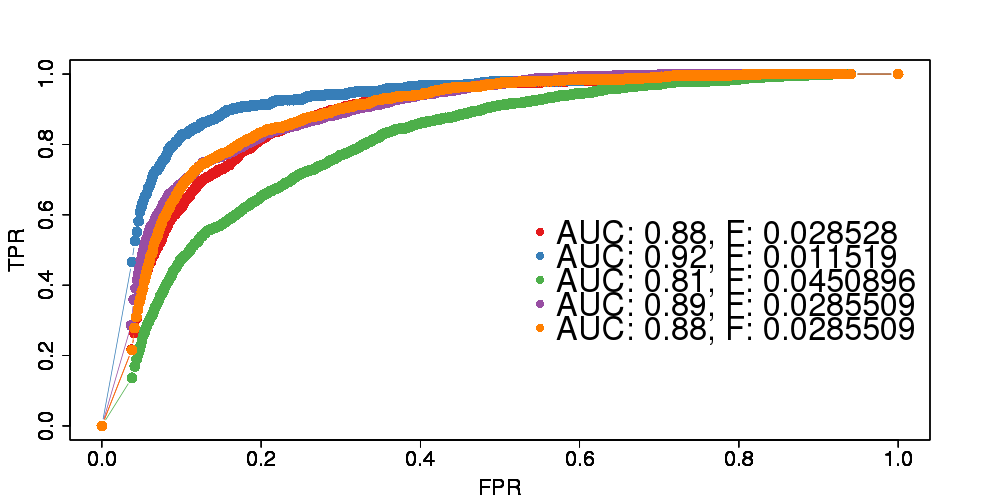 1.0
0.8
0.6
0.4
0.2
0.0
TPR
AUC: 0.88, F: 0.028528
AUC: 0.92, F: 0.011519
AUC: 0.81, F: 0.0450896
AUC: 0.89, F: 0.0285509
AUC: 0.88, F: 0.0285509
0.0 0.2 0.4 0.6 0.8 1.0
FPR